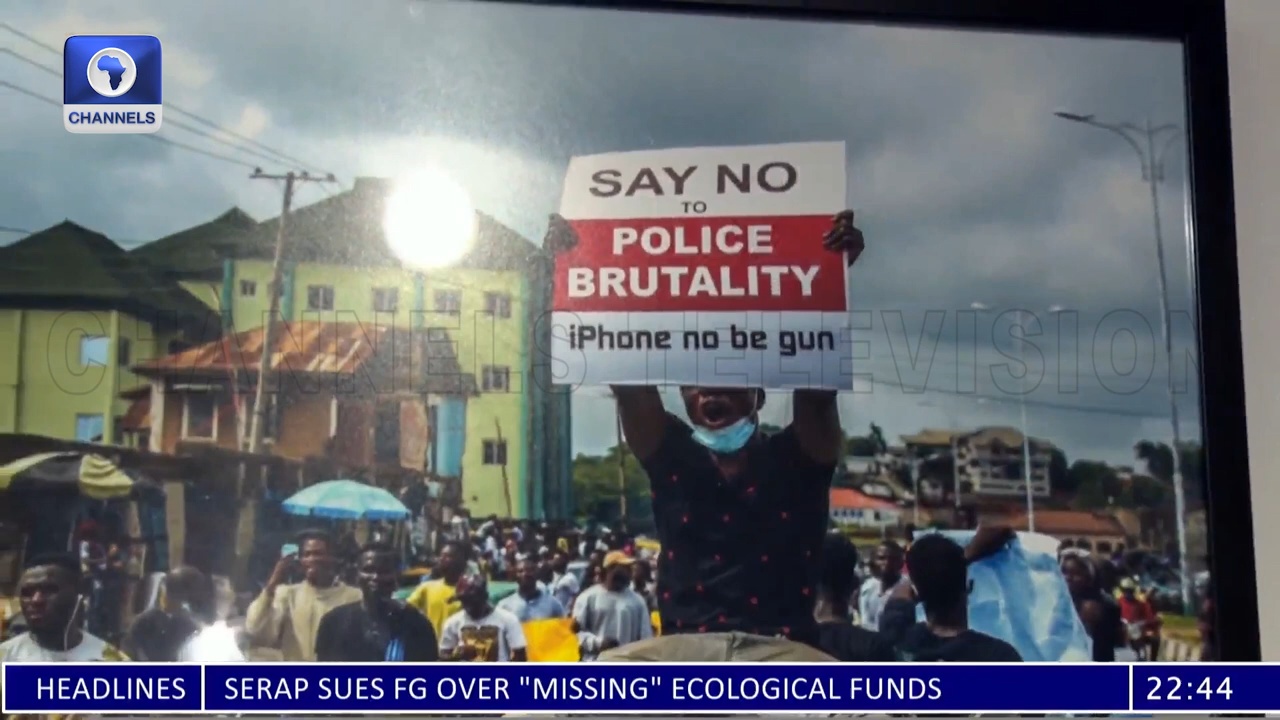 CHANNELS
SAY NO
TO
POLICE
BRUTALITY
iPhone no be gun
CHANNELS TELEVISION
HEADLINES
SERAP SUES FG OVER "MISSING" ECOLOGICAL FUNDS
22:44